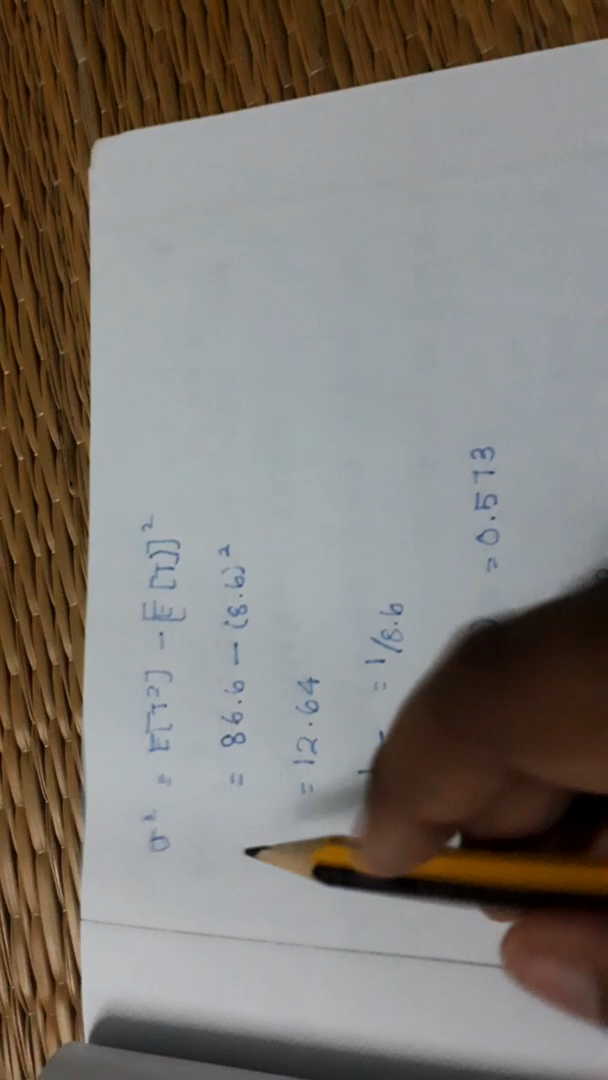 σ² = E[T²] - [E[T]]²
= 86.6 - (8.6)²
= 12.64
= 1/8.6
= 0.573